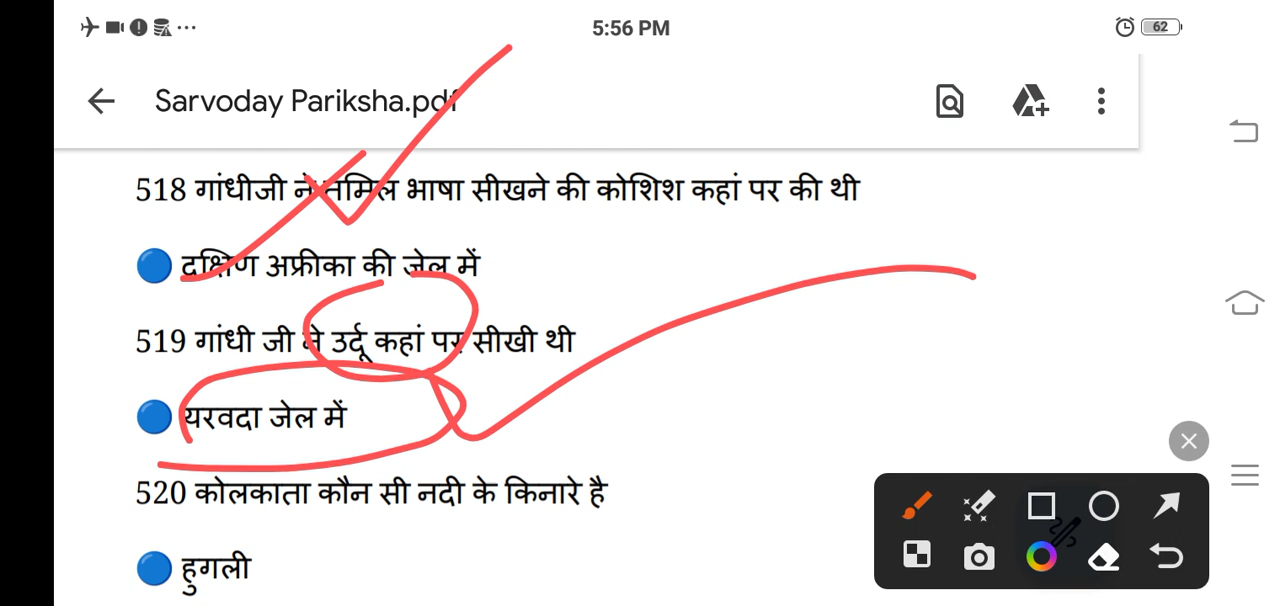 5:56 PM
62
Sarvoday Pariksha.pdf
518 गांधीजी ने तमिल भाषा सीखने की कोशिश कहां पर की थी
दक्षिण अफ्रीका की जेल में
519 गांधी जी ने उर्दू कहां पर सीखी थी
यरवदा जेल में
520 कोलकाता कौन सी नदी के किनारे है
हुगली